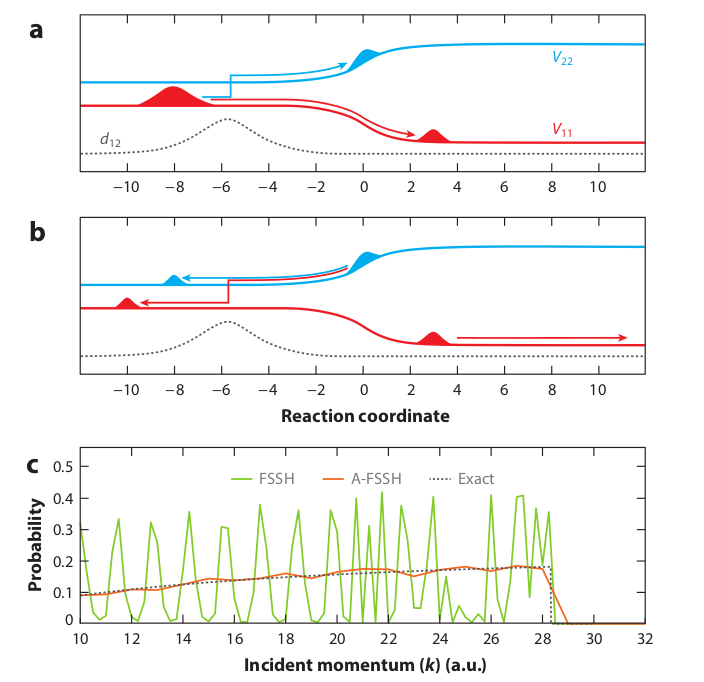 a
V22
d12
V11
−10 −8 −6 −4 −2 0 2 4 6 8 10
b
−10 −8 −6 −4 −2 0 2 4 6 8 10
Reaction coordinate
c
FSSH A-FSSH Exact
0.5
0.4
0.3
0.2
0.1
0
Probability
10 12 14 16 18 20 22 24 26 28 30 32
Incident momentum (k) (a.u.)